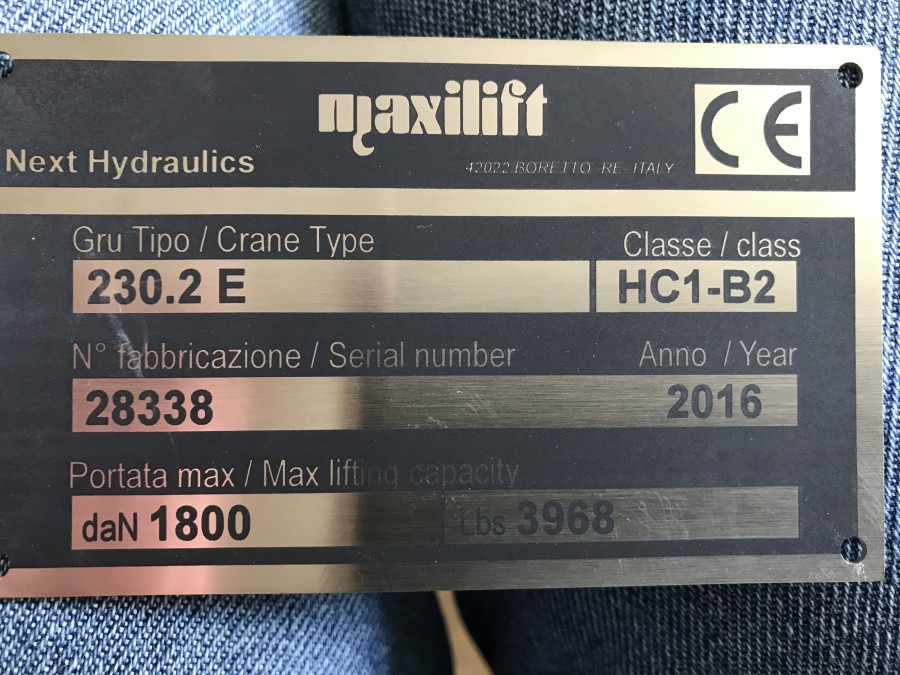 maxilift
CE
Next Hydraulics
42022 BORETTO RE ITALY
Gru Tipo / Crane Type
Classe / class
230.2 E
HC1-B2
N° fabbricazione / Serial number
Anno / Year
28338
2016
Portata max / Max lifting capacity
daN 1800
Lbs 3968